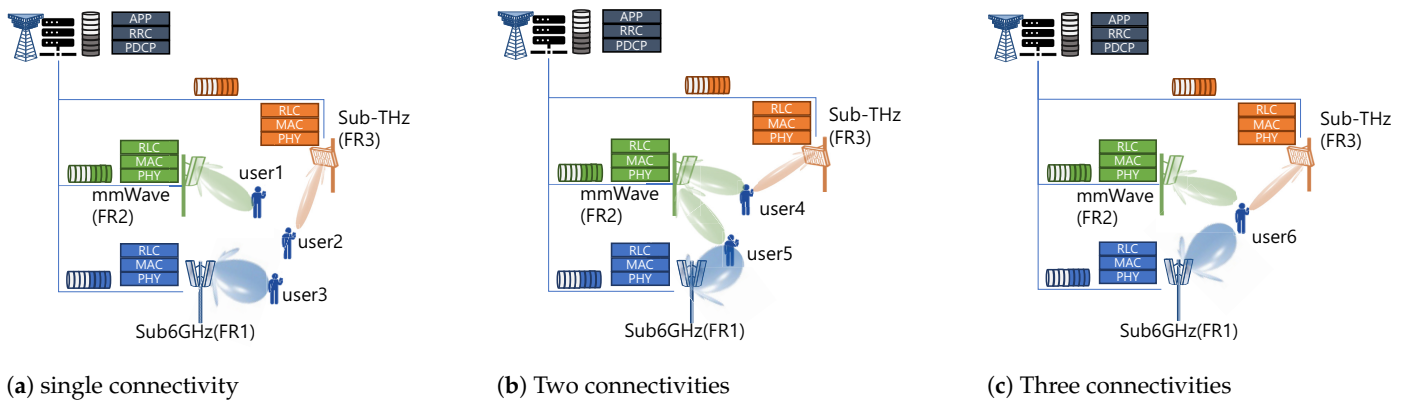 APP
RRC
PDCP
RLC
MAC
PHY
Sub-THz
(FR3)
RLC
MAC
PHY
user1
mmWave
(FR2)
user2
RLC
MAC
PHY
user3
Sub6GHz(FR1)
(a) single connectivity
APP
RRC
PDCP
RLC
MAC
PHY
Sub-THz
(FR3)
RLC
MAC
PHY
mmWave
(FR2)
user4
user5
RLC
MAC
PHY
Sub6GHz(FR1)
(b) Two connectivities
APP
RRC
PDCP
RLC
MAC
PHY
Sub-THz
(FR3)
RLC
MAC
PHY
mmWave
(FR2)
user6
RLC
MAC
PHY
Sub6GHz(FR1)
(c) Three connectivities